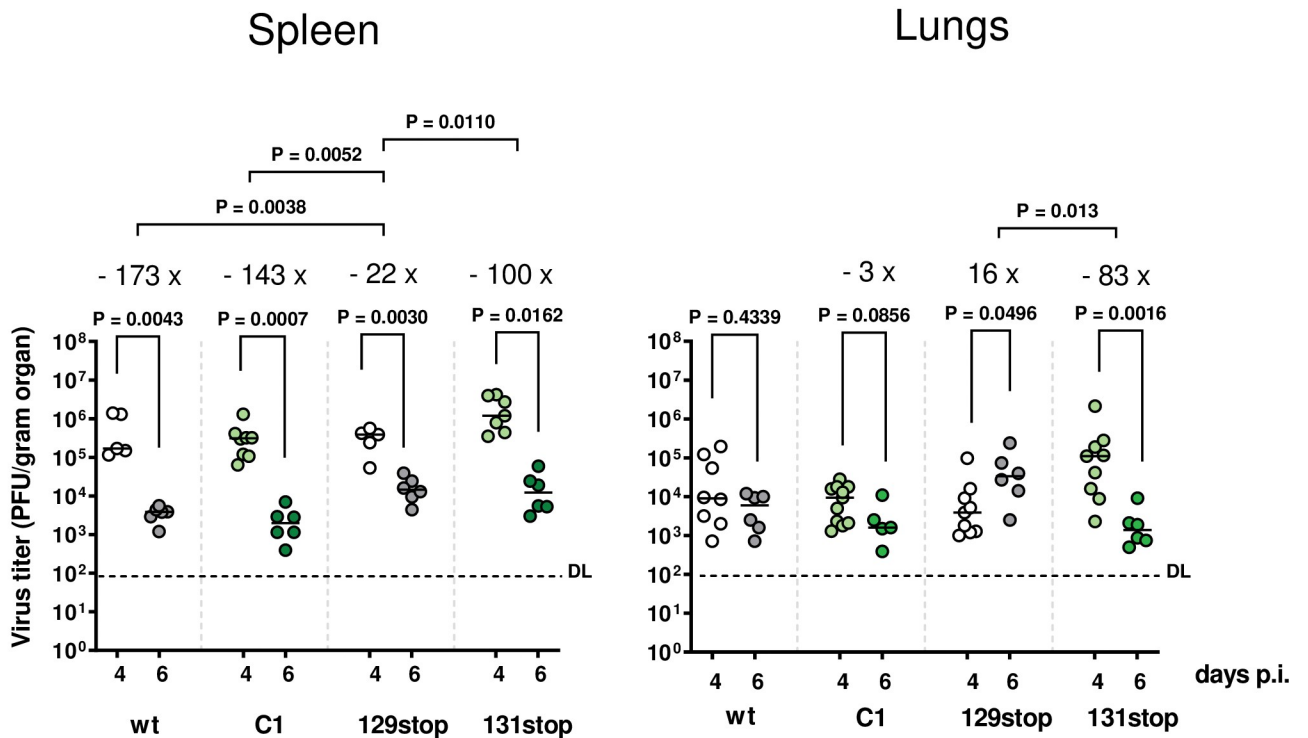 Spleen
P = 0.0110
P = 0.0052
P = 0.0038
- 173 x - 143 x - 22 x - 100 x
P = 0.0043 P = 0.0007 P = 0.0030 P = 0.0162
Virus titer (PFU/gram organ)
10⁸
10⁷
10⁶
10⁵
10⁴
10³
10²
10¹
10⁰
DL
4 6 4 6 4 6 4 6
wt C1 129stop 131stop
Lungs
P = 0.013
- 3 x 16 x - 83 x
P = 0.4339 P = 0.0856 P = 0.0496 P = 0.0016
10⁸
10⁷
10⁶
10⁵
10⁴
10³
10²
10¹
10⁰
DL
4 6 4 6 4 6 4 6 days p.i.
wt C1 129stop 131stop